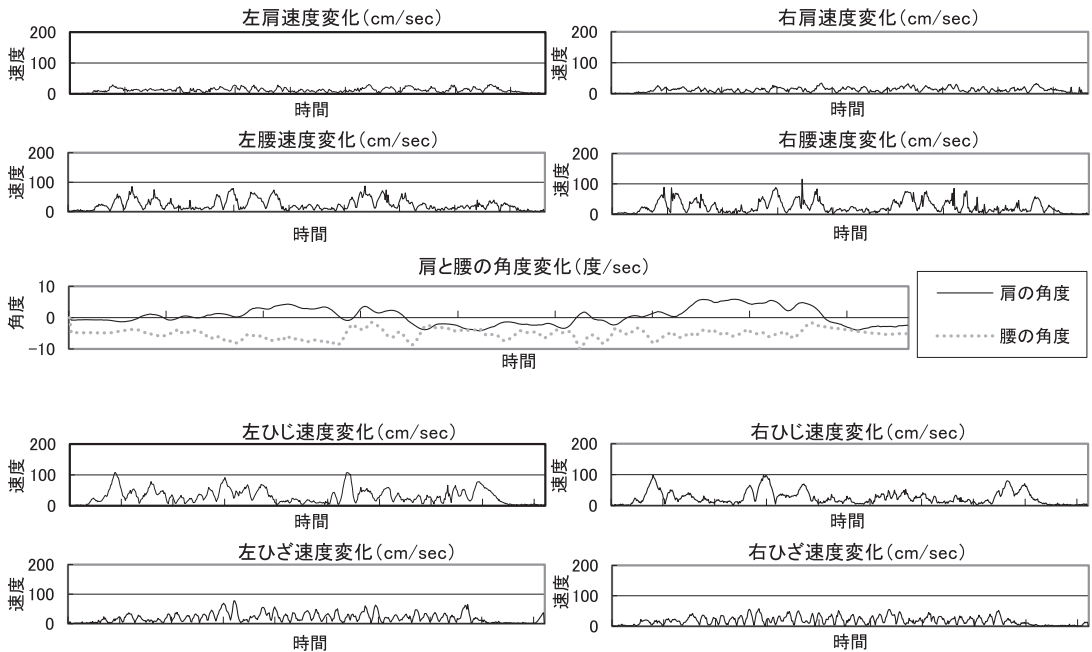 左肩速度変化(cm/sec)
200
100
0
速度
時間
右肩速度変化(cm/sec)
200
100
0
速度
時間
左腰速度変化(cm/sec)
200
100
0
速度
時間
右腰速度変化(cm/sec)
200
100
0
速度
時間
肩と腰の角度変化(度/sec)
10
0
-10
角度
時間
肩の角度
腰の角度
左ひじ速度変化(cm/sec)
200
100
0
速度
時間
右ひじ速度変化(cm/sec)
200
100
0
速度
時間
左ひざ速度変化(cm/sec)
200
100
0
速度
時間
右ひざ速度変化(cm/sec)
200
100
0
速度
時間